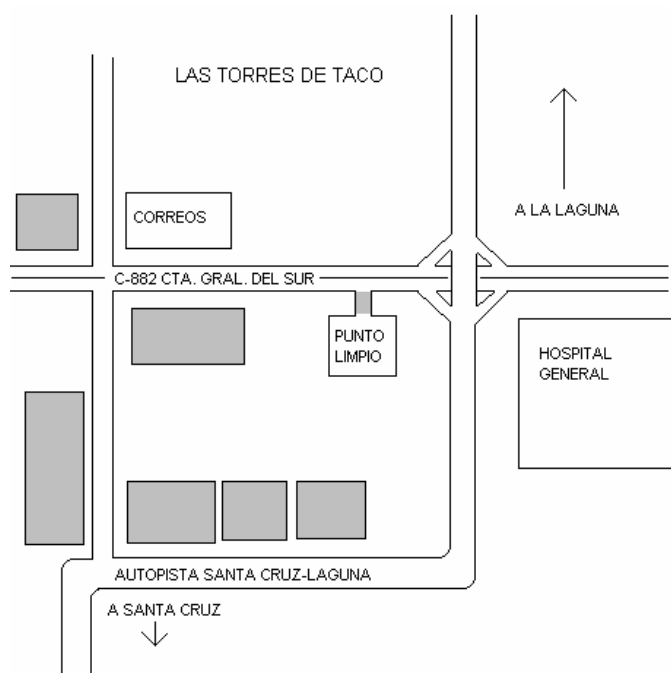 LAS TORRES DE TACO
A LA LAGUNA
CORREOS
C-882 CTA. GRAL. DEL SUR
PUNTO
LIMPIO
HOSPITAL
GENERAL
AUTOPISTA SANTA CRUZ-LAGUNA
A SANTA CRUZ